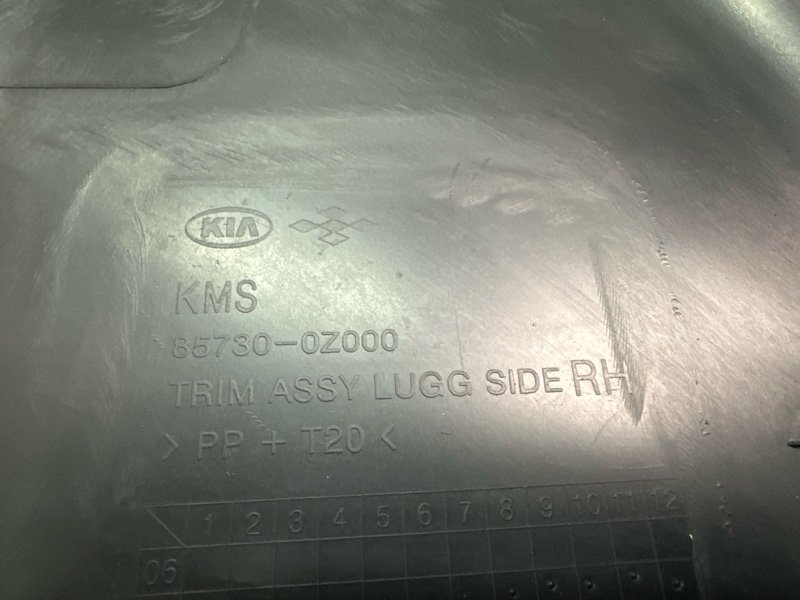 KIA
KMS
85730-0Z000
TRIM ASSY LUGG SIDE RH
> PP + T20 <
1 2 3 4 5 6 7 8 9 10 11 12
06